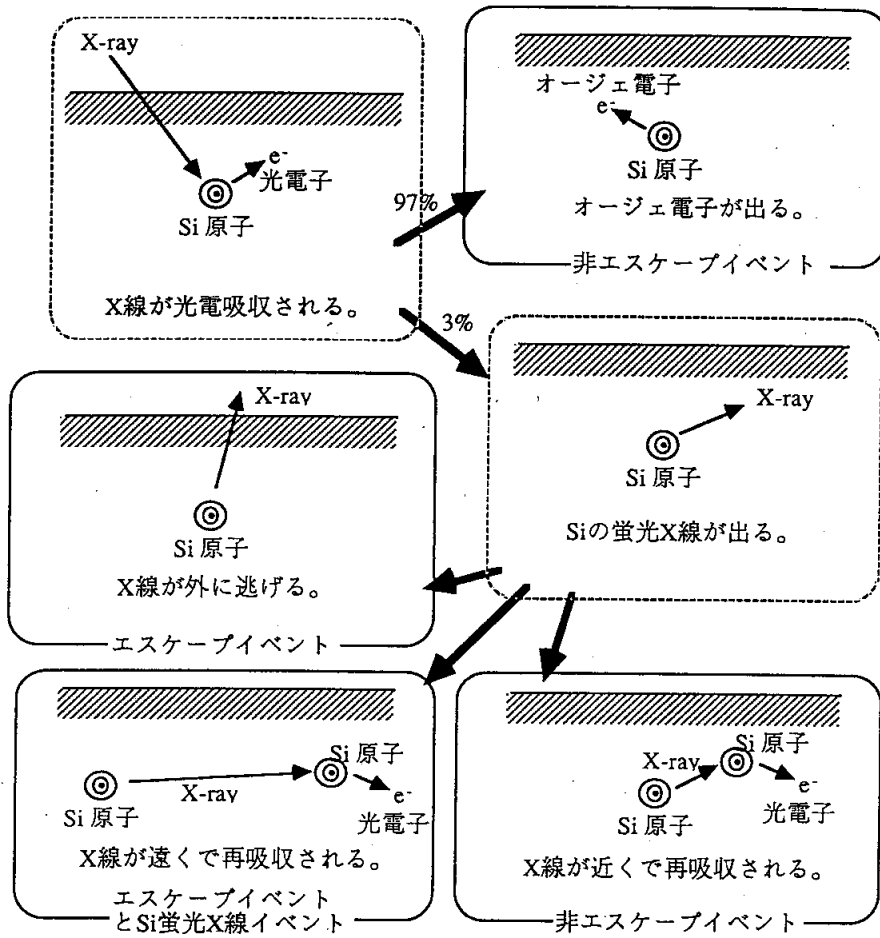 X-ray
e-
光電子
Si 原子
X線が光電吸収される。
97%
オージェ電子
e-
Si 原子
オージェ電子が出る。
非エスケープイベント
3%
X-ray
Si 原子
Siの蛍光X線が出る。
X-ray
Si 原子
X線が外に逃げる。
エスケープイベント
Si 原子
X-ray
Si 原子
e-
光電子
X線が遠くで再吸収される。
エスケープイベント
とSi蛍光X線イベント
Si 原子
X-ray
Si 原子
e-
光電子
X線が近くで再吸収される。
非エスケープイベント